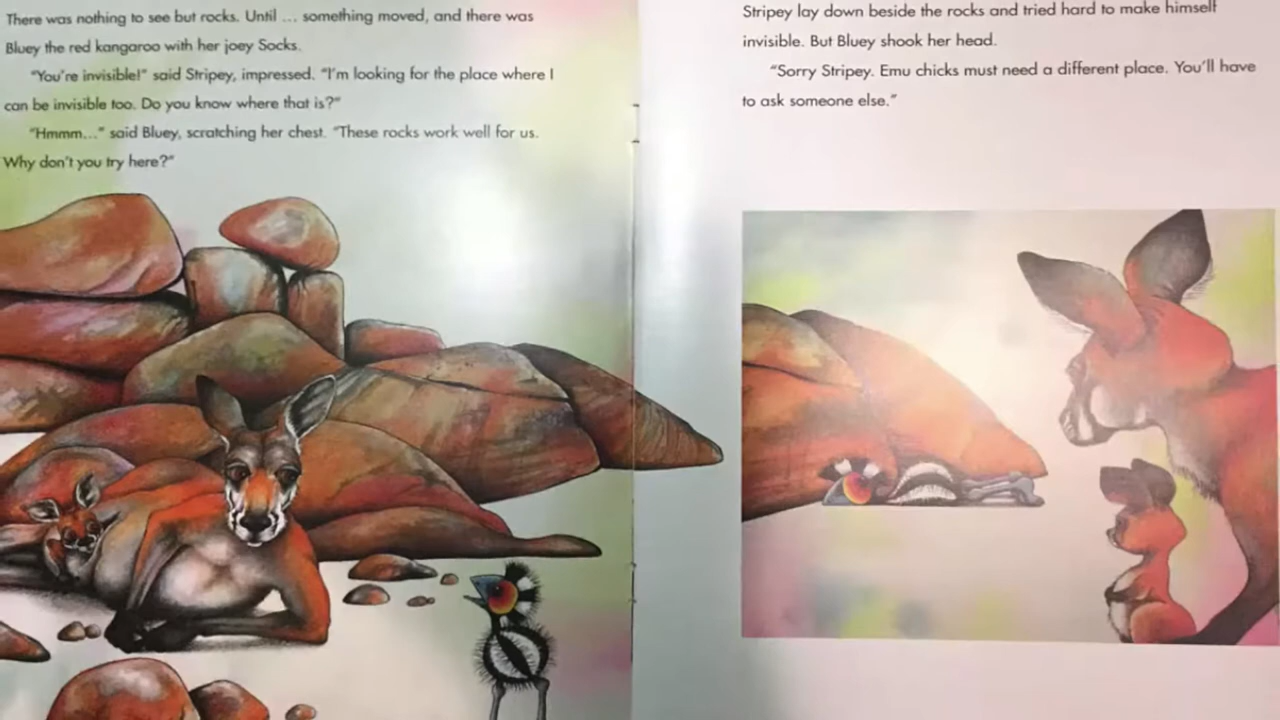 There was nothing to see but rocks. Until … something moved, and there was
Bluey the red kangaroo with her joey Socks.
“You’re invisible!” said Stripey, impressed. “I’m looking for the place where I
can be invisible too. Do you know where that is?”
“Hmmm...” said Bluey, scratching her chest. “These rocks work well for us.
Why don’t you try here?”
Stripey lay down beside the rocks and tried hard to make himself
invisible. But Bluey shook her head.
“Sorry Stripey. Emu chicks must need a different place. You’ll have
to ask someone else.”